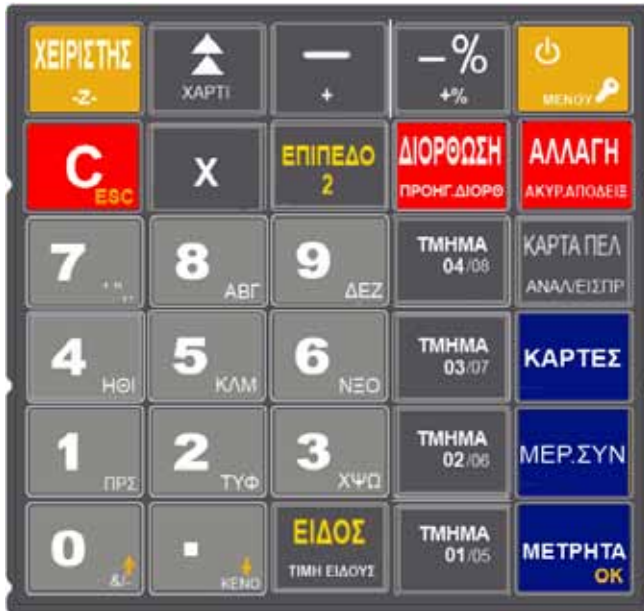 ΧΕΙΡΙΣΤΗΣ
-Z-
ΧΑΡΤΙ
—
+
–%
+%
ΜΕΝΟΥ
C
ESC
X
ΕΠΙΠΕΔΟ
2
ΔΙΟΡΘΩΣΗ
ΠΡΟΗΓ.ΔΙΟΡΘ
ΑΛΛΑΓΗ
ΑΚΥΡ.ΑΠΟΔΕΙΞ
7
8
ΑΒΓ
9
ΔΕΖ
ΤΜΗΜΑ
04/08
ΚΑΡΤΑ ΠΕΛ
ΑΝΑΛ/ΕΙΣΠΡ
4
ΗΘΙ
5
ΚΛΜ
6
ΝΞΟ
ΤΜΗΜΑ
03/07
ΚΑΡΤΕΣ
1
ΠΡΣ
2
ΤΥΦ
3
ΧΨΩ
ΤΜΗΜΑ
02/06
ΜΕΡ.ΣΥΝ
0
&/-
.
ΚΕΝΟ
ΕΙΔΟΣ
ΤΙΜΗ ΕΙΔΟΥΣ
ΤΜΗΜΑ
01/05
ΜΕΤΡΗΤΑ
OK